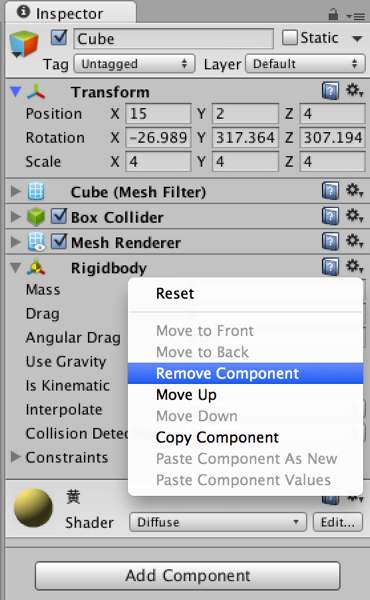 Inspector
Cube Static
Tag Untagged Layer Default
Transform
Position X 15 Y 2 Z 4
Rotation X -26.989 Y 317.364 Z 307.194
Scale X 4 Y 4 Z 4
Cube (Mesh Filter)
Box Collider
Mesh Renderer
Rigidbody
Mass
Drag
Angular Drag
Use Gravity
Is Kinematic
Interpolate
Collision Detec
Constraints
Reset
Move to Front
Move to Back
Remove Component
Move Up
Move Down
Copy Component
Paste Component As New
Paste Component Values
黄
Shader Diffuse Edit...
Add Component